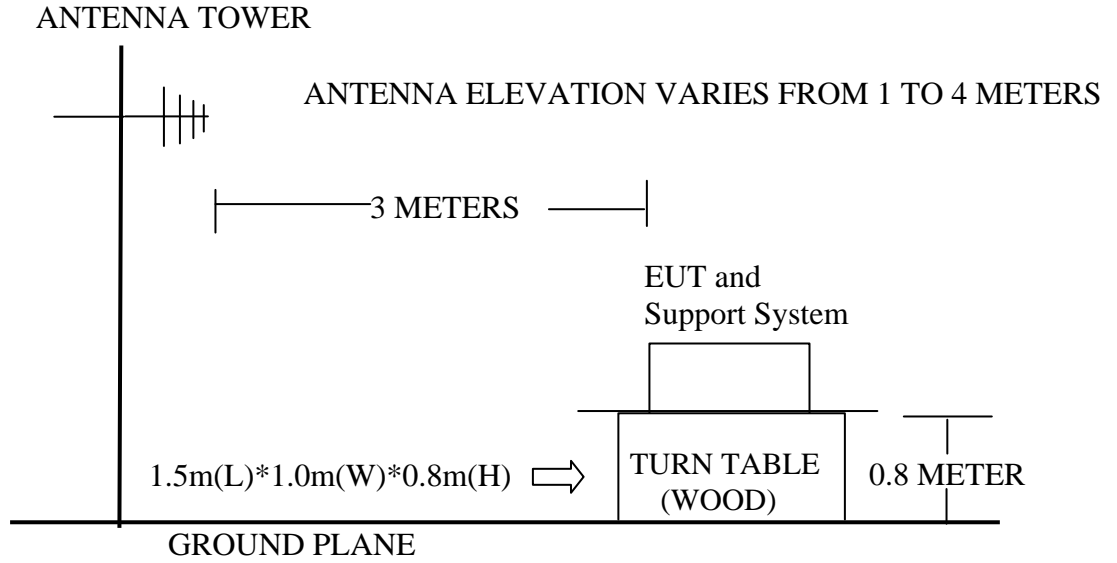 ANTENNA TOWER
ANTENNA ELEVATION VARIES FROM 1 TO 4 METERS
3 METERS
EUT and
Support System
1.5m(L)*1.0m(W)*0.8m(H)
TURN TABLE
(WOOD)
0.8 METER
GROUND PLANE